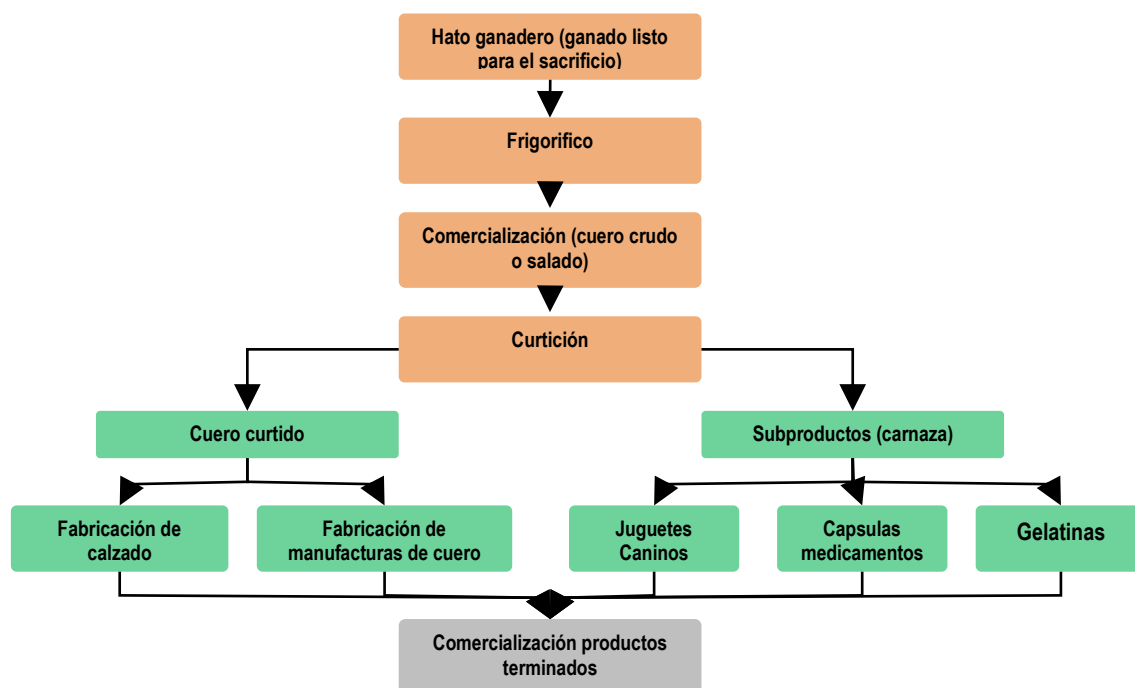 Hato ganadero (ganado listo
para el sacrificio)
Frigorifico
Comercialización (cuero crudo
o salado)
Curtición
Cuero curtido
Subproductos (carnaza)
Fabricación de
calzado
Fabricación de
manufacturas de cuero
Juguetes
Caninos
Capsulas
medicamentos
Gelatinas
Comercialización productos
terminados